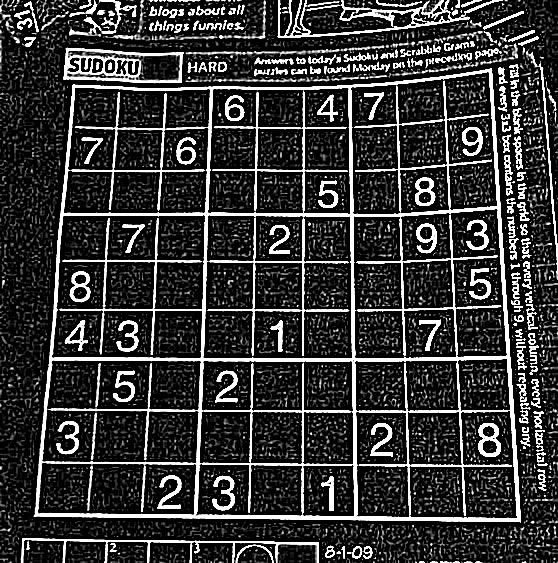 blogs about all
things funnies.
SUDOKU HARD Answers to today's Sudoku and Scrabble Grams
puzzles can be found Monday on the preceding page.
6 4 7
7 6 9
5 8
7 2 9 3
8 5
4 3 1 7
5 2
3 2 8
2 3 1
Fill in the blank spaces in the grid so that every vertical column, every horizontal row
and every 3x3 box contains the numbers 1 through 9, without repeating any.
1 2 3
8-1-09